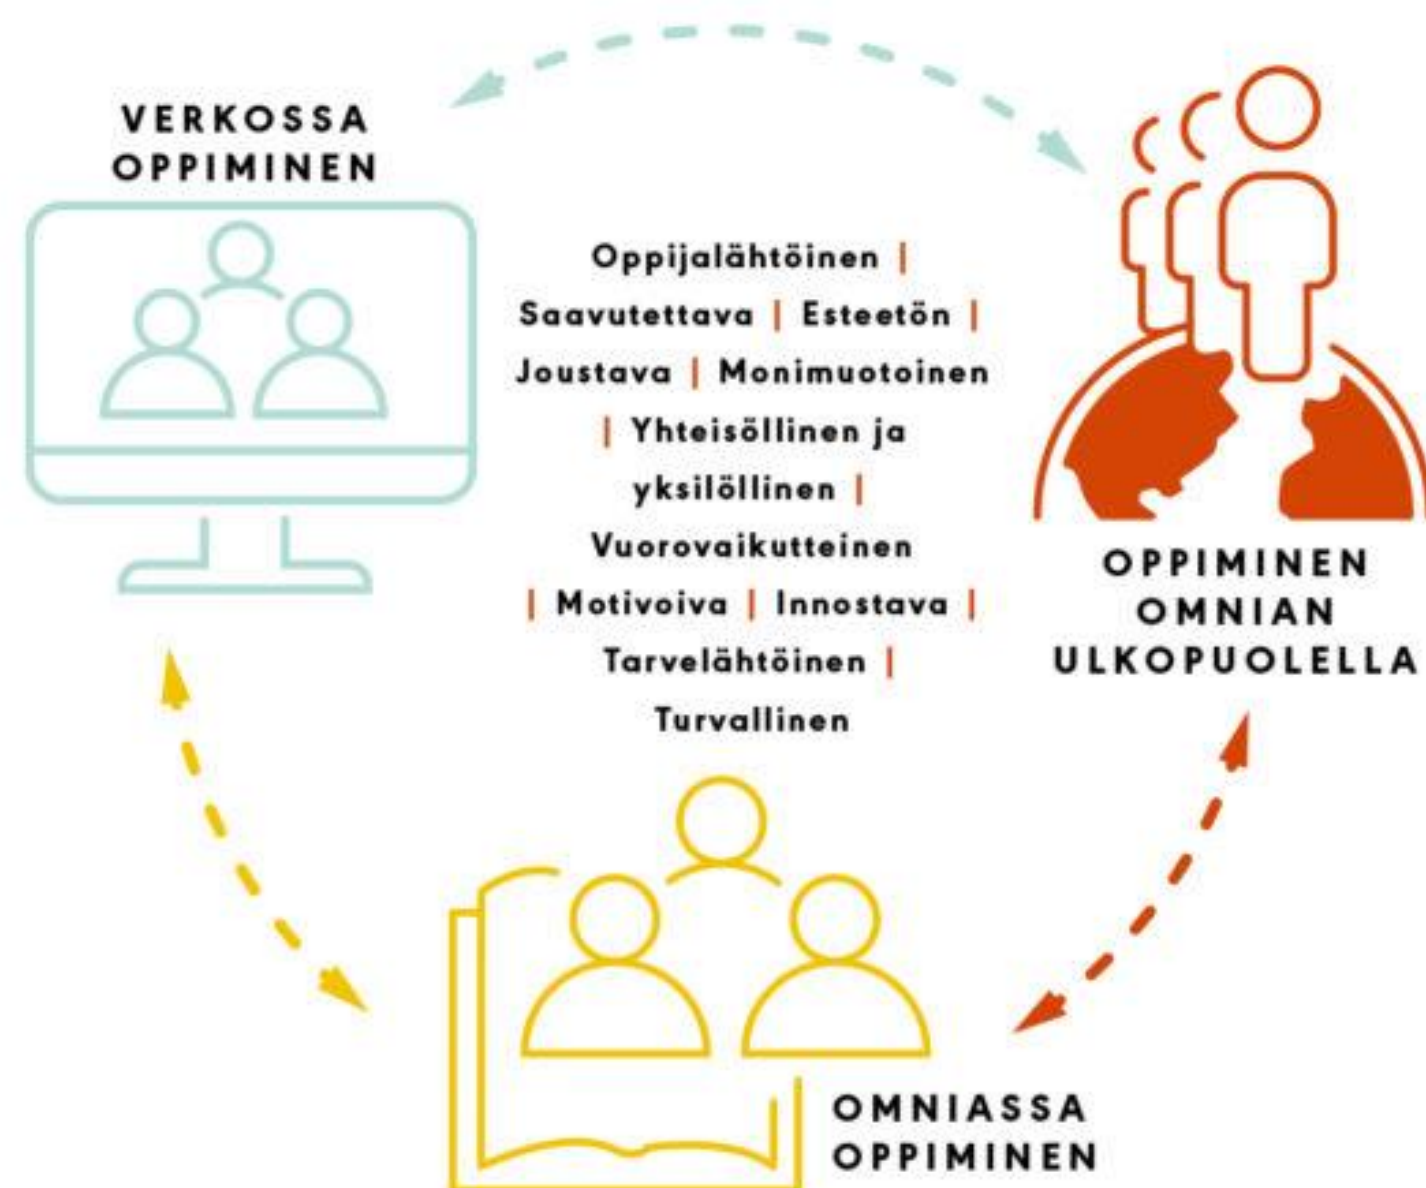 VERKOSSA
OPPIMINEN
Oppijalähtöinen |
Saavutettava | Esteetön |
Joustava | Monimuotoinen
| Yhteisöllinen ja
yksilöllinen |
Vuorovaikutteinen
| Motivoiva | Innostava |
Tarvelähtöinen |
Turvallinen
OPPIMINEN
OMNIAN
ULKOPUOLELLA
OMNIASSA
OPPIMINEN